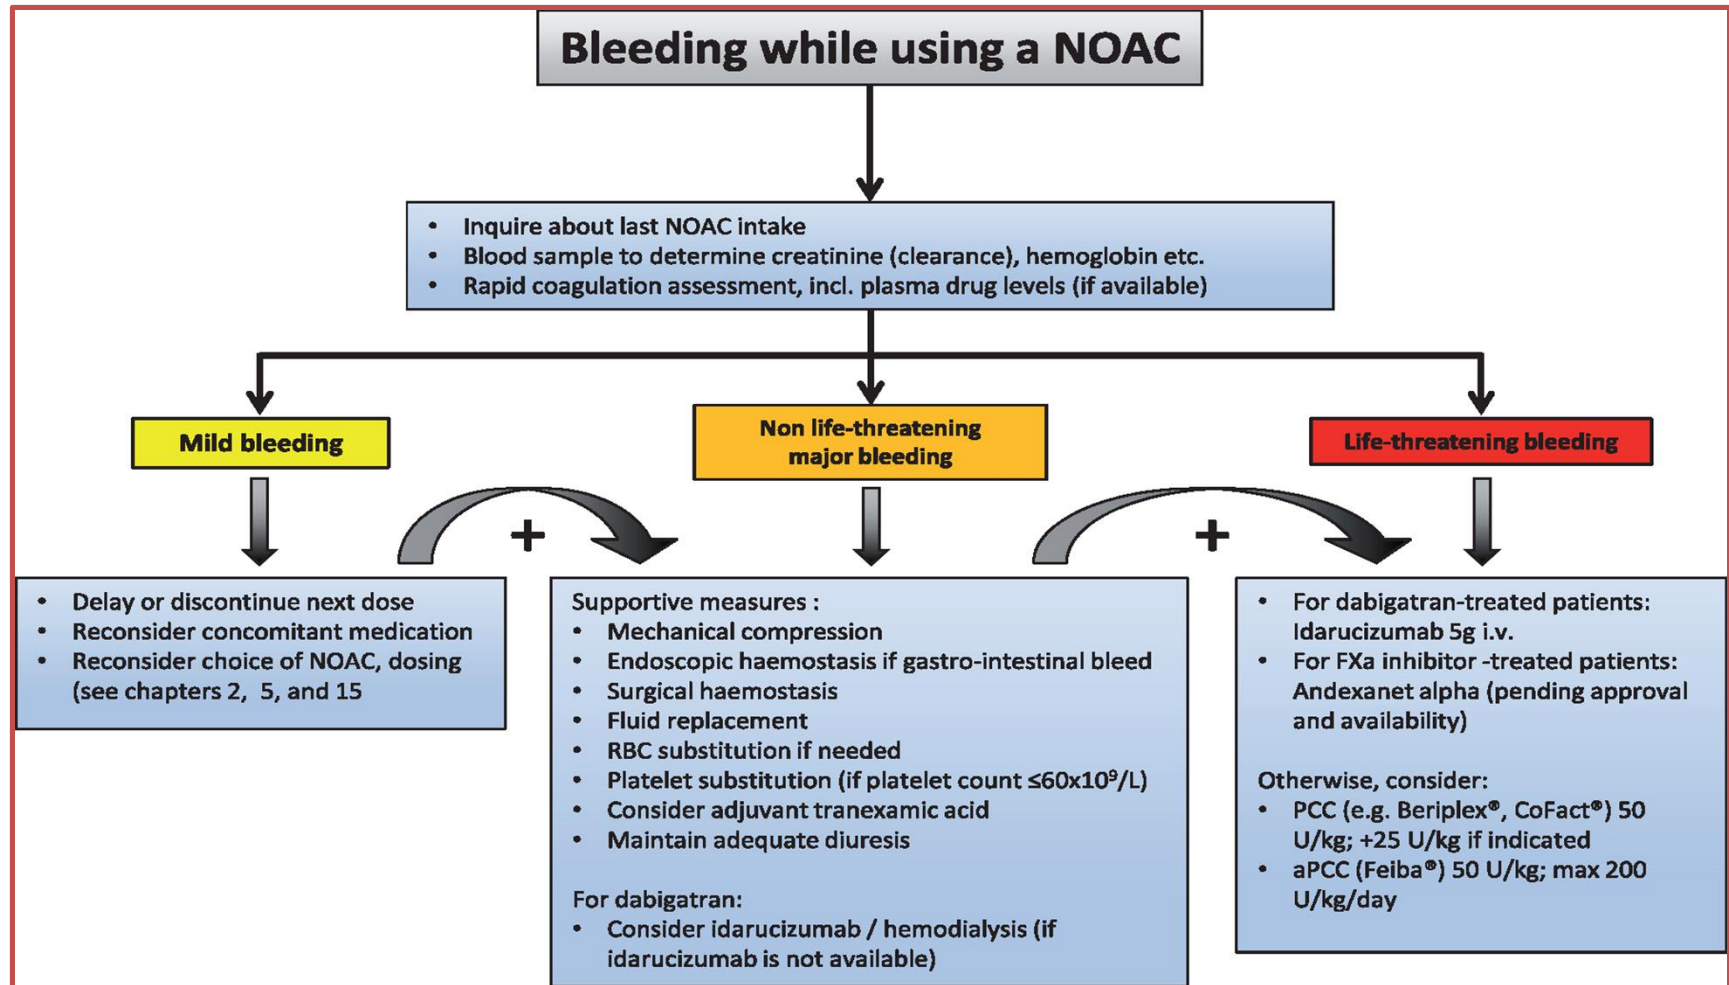 Bleeding while using a NOAC
• Inquire about last NOAC intake
• Blood sample to determine creatinine (clearance), hemoglobin etc.
• Rapid coagulation assessment, incl. plasma drug levels (if available)
Mild bleeding
Non life-threatening
major bleeding
Life-threatening bleeding
+
+
• Delay or discontinue next dose
• Reconsider concomitant medication
• Reconsider choice of NOAC, dosing
(see chapters 2, 5, and 15
Supportive measures :
• Mechanical compression
• Endoscopic haemostasis if gastro-intestinal bleed
• Surgical haemostasis
• Fluid replacement
• RBC substitution if needed
• Platelet substitution (if platelet count ≤60x10⁹/L)
• Consider adjuvant tranexamic acid
• Maintain adequate diuresis
For dabigatran:
• Consider idarucizumab / hemodialysis (if
idarucizumab is not available)
• For dabigatran-treated patients:
Idarucizumab 5g i.v.
• For FXa inhibitor -treated patients:
Andexanet alpha (pending approval
and availability)
Otherwise, consider:
• PCC (e.g. Beriplex®, CoFact®) 50
U/kg; +25 U/kg if indicated
• aPCC (Feiba®) 50 U/kg; max 200
U/kg/day